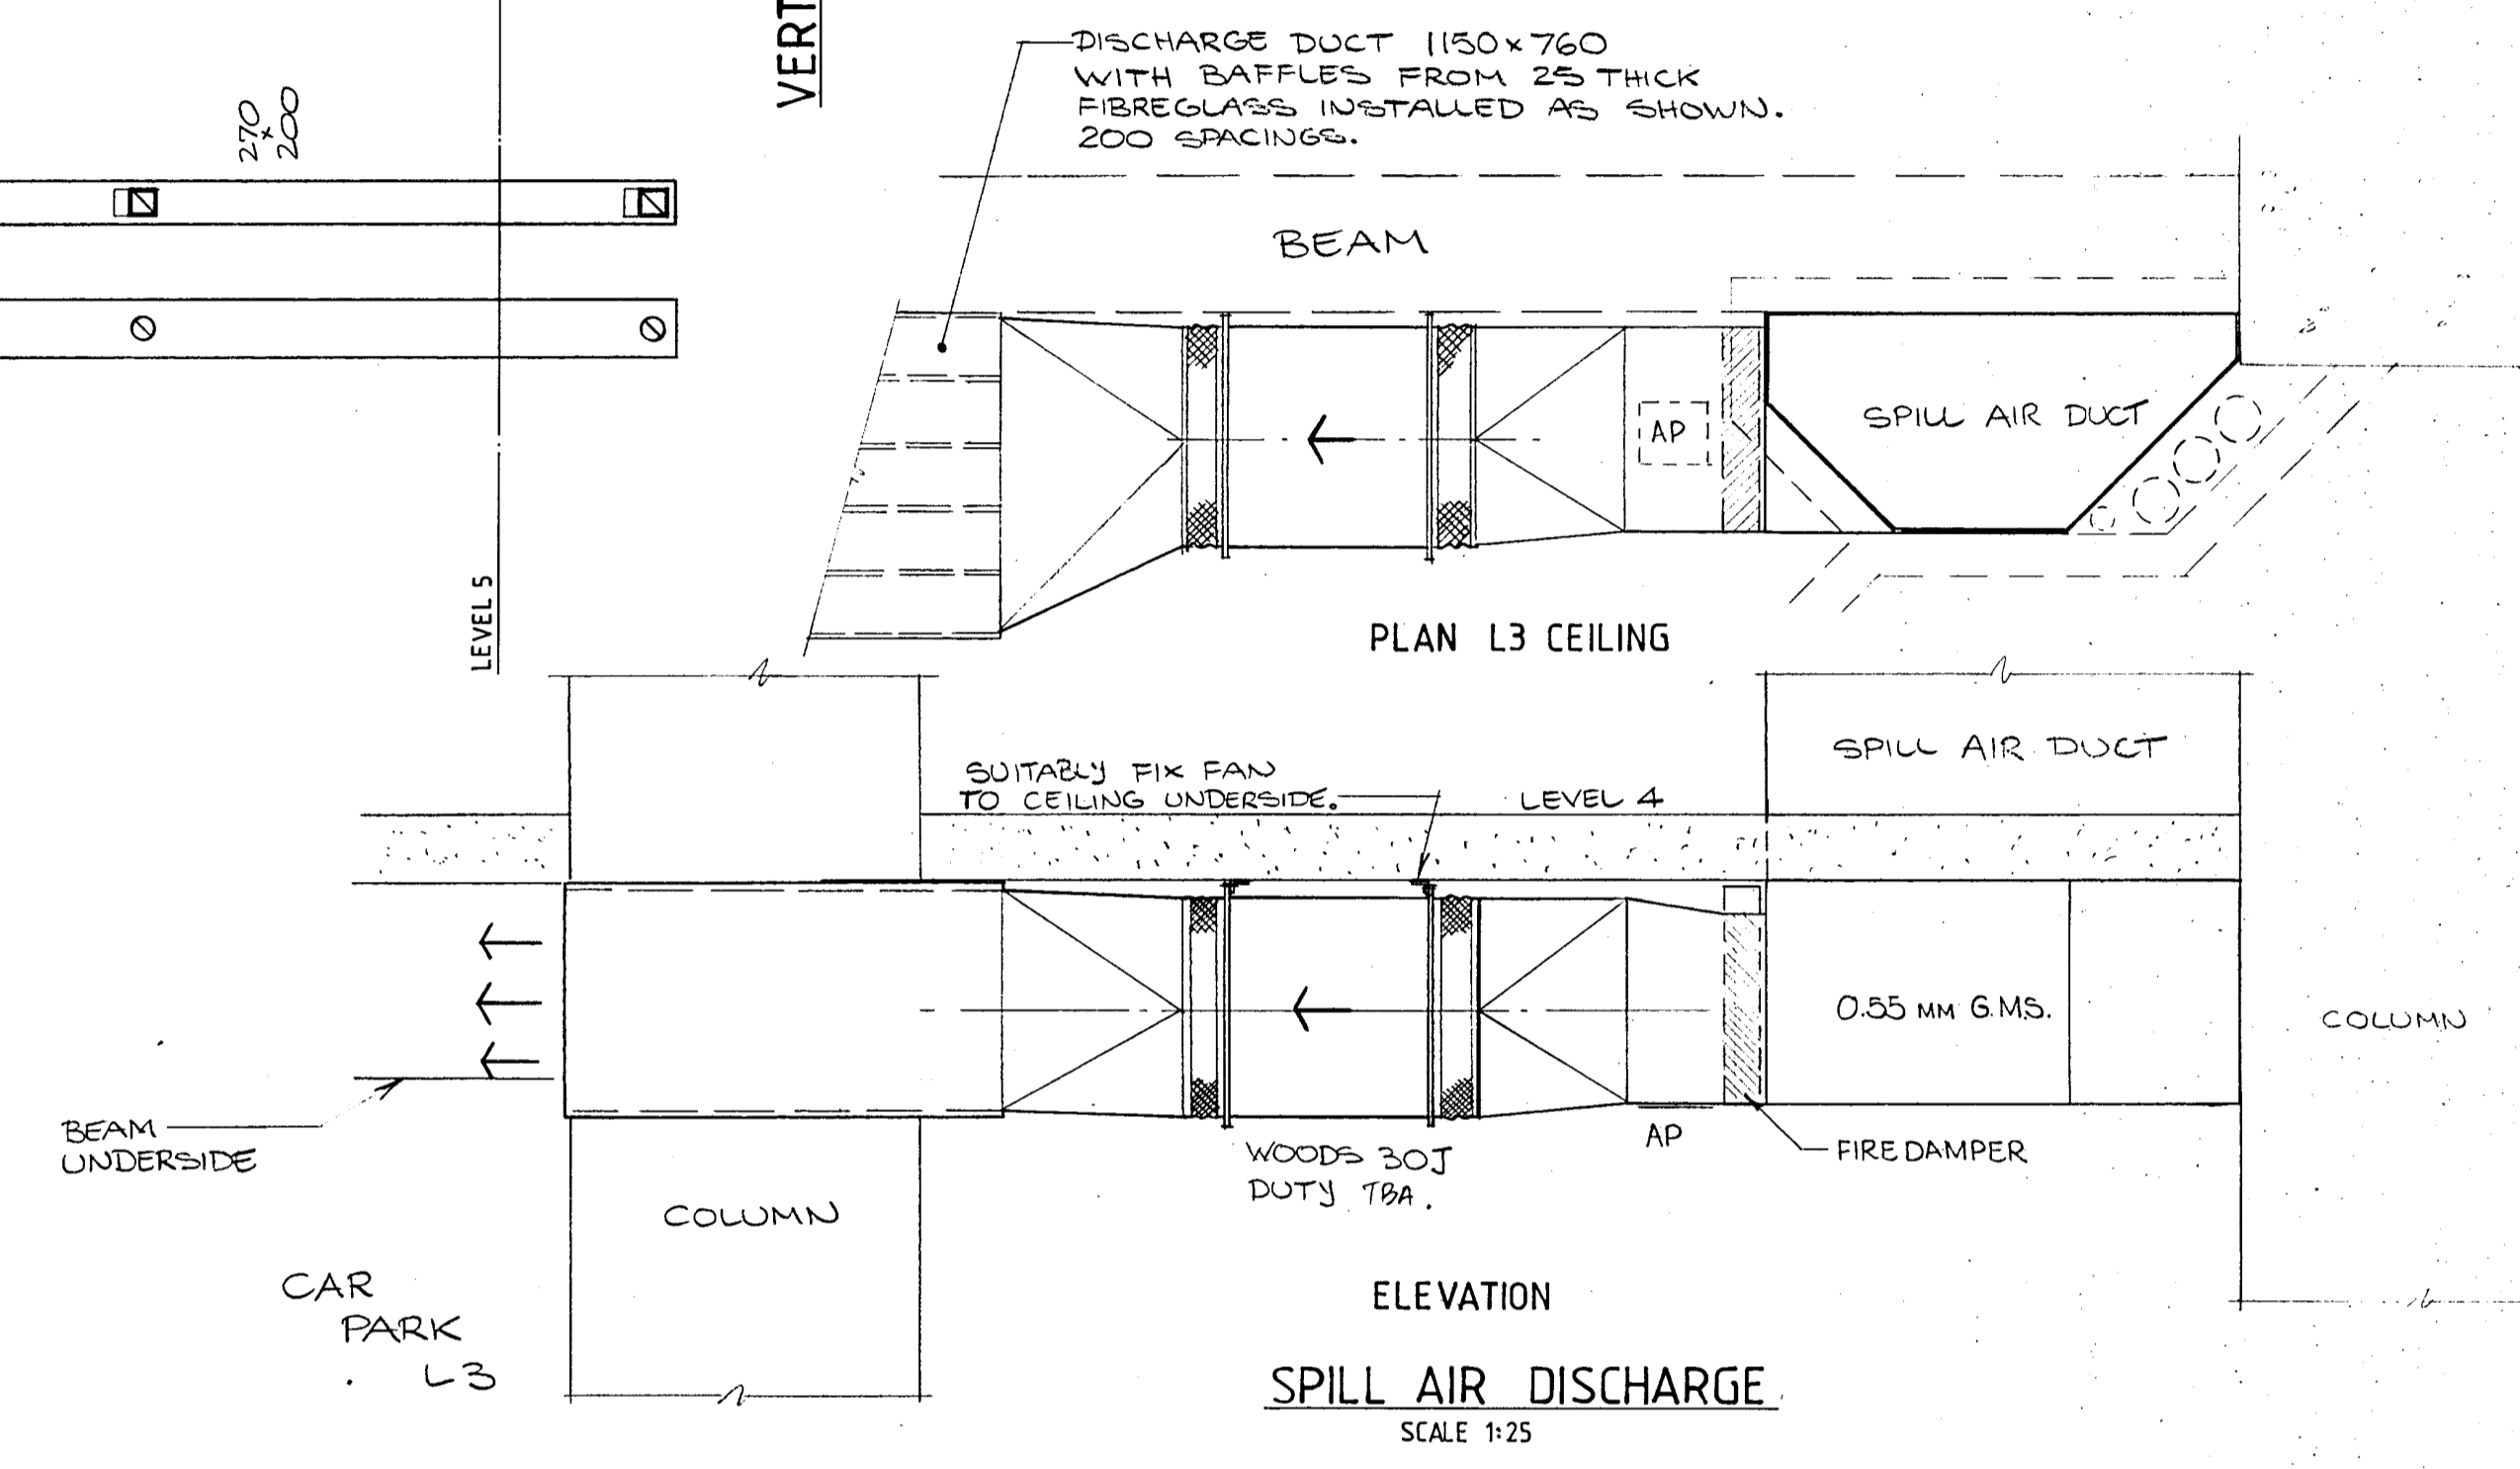 VERT
DISCHARGE DUCT 1150x760
WITH BAFFLES FROM 25 THICK
FIBREGLASS INSTALLED AS SHOWN.
200 SPACINGS.
270
x
200
BEAM
AP
SPILL AIR DUCT
LEVEL 5
PLAN L3 CEILING
SPILL AIR DUCT
SUITABLY FIX FAN
TO CEILING UNDERSIDE.
LEVEL 4
0.55 MM G.M.S.
COLUMN
BEAM
UNDERSIDE
AP
FIRE DAMPER
WOODS 30J
DUTY TBA.
COLUMN
CAR
PARK
L3
ELEVATION
SPILL AIR DISCHARGE
SCALE 1:25